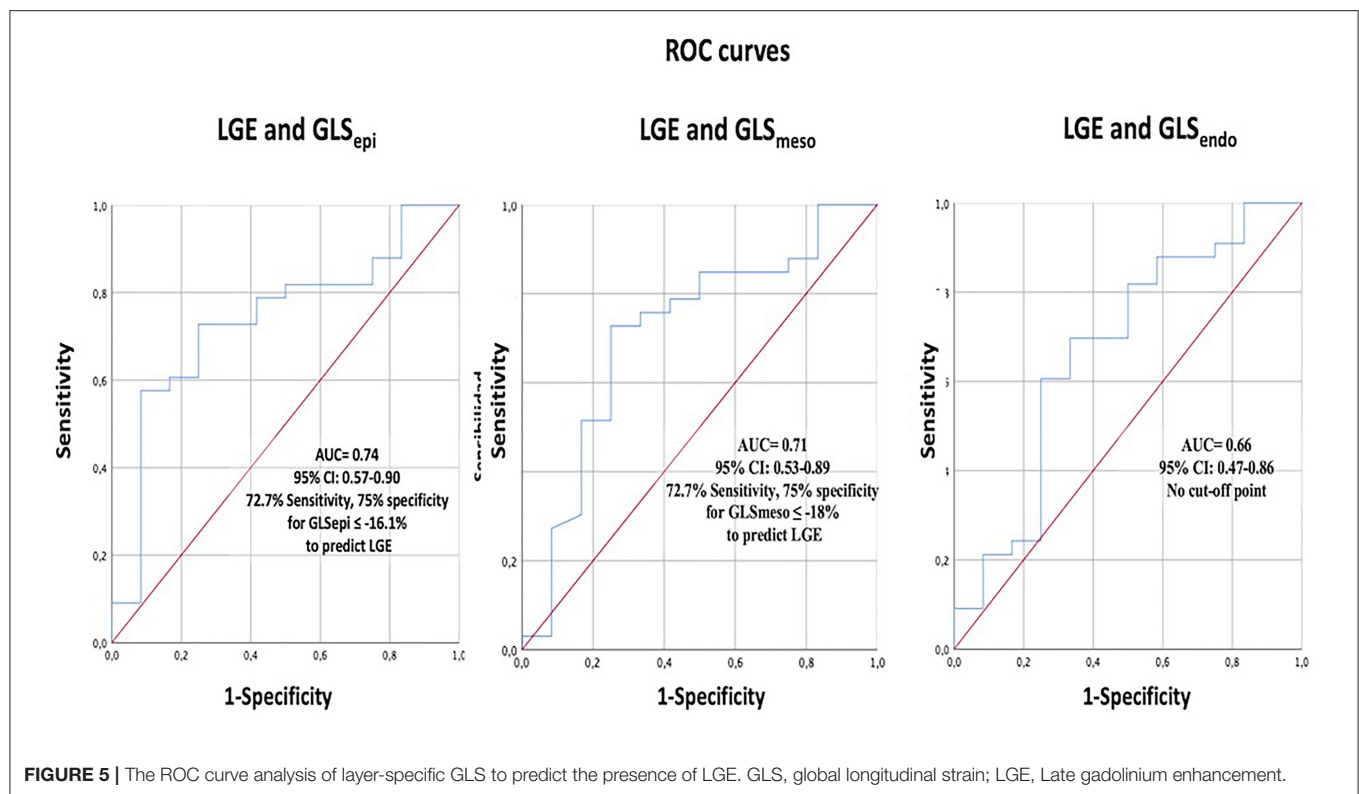 ROC curves
LGE and GLSepi
LGE and GLSmeso
LGE and GLSendo
1,0
0,8
0,6
0,4
0,2
0,0
0,0 0,2 0,4 0,6 0,8 1,0
Sensitivity
AUC= 0.74
95% CI: 0.57-0.90
72.7% Sensitivity, 75% specificity
for GLSepi ≤ -16.1%
to predict LGE
1-Specificity
1,0
0,2
0,0
0,0 0,2 0,4 0,6 0,8 1,0
Sensitivity
AUC= 0.71
95% CI: 0.53-0.89
72.7% Sensitivity, 75% specificity
for GLSmeso ≤ -18%
to predict LGE
1-Specificity
1,0
0,2
0,0
0,0 0,2 0,4 0,6 0,8 1,0
Sensitivity
AUC= 0.66
95% CI: 0.47-0.86
No cut-off point
1-Specificity
FIGURE 5 | The ROC curve analysis of layer-specific GLS to predict the presence of LGE. GLS, global longitudinal strain; LGE, Late gadolinium enhancement.